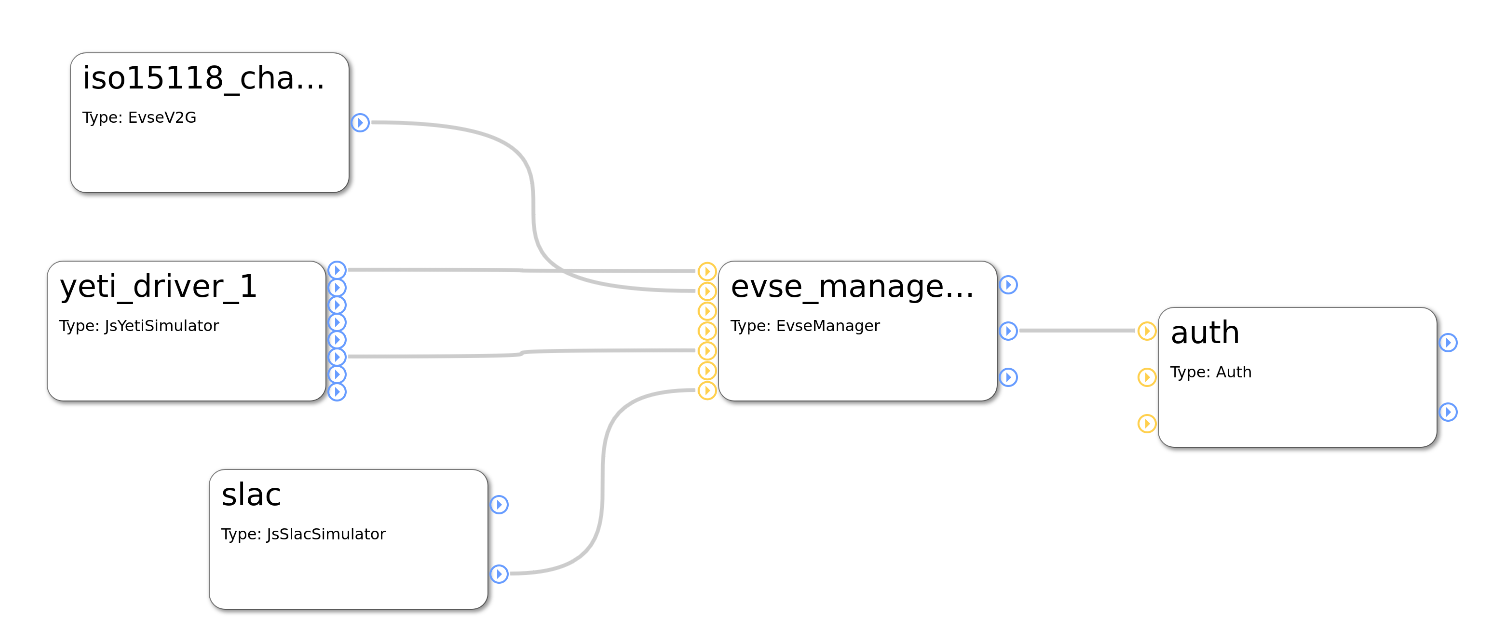 iso15118_cha...
Type: EvseV2G
yeti_driver_1
Type: JsYetiSimulator
evse_manage...
Type: EvseManager
auth
Type: Auth
slac
Type: JsSlacSimulator